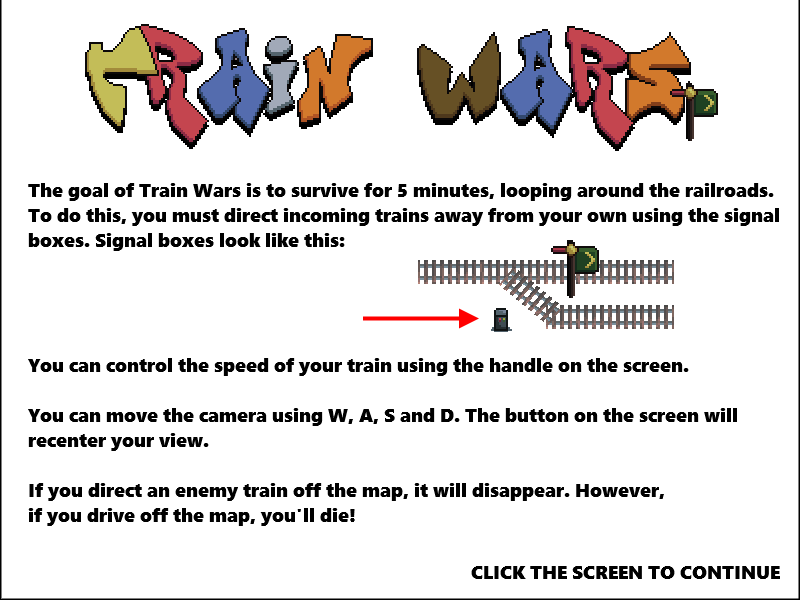 TRAIN WARS
The goal of Train Wars is to survive for 5 minutes, looping around the railroads.
To do this, you must direct incoming trains away from your own using the signal
boxes. Signal boxes look like this:
You can control the speed of your train using the handle on the screen.
You can move the camera using W, A, S and D. The button on the screen will
recenter your view.
If you direct an enemy train off the map, it will disappear. However,
if you drive off the map, you'll die!
CLICK THE SCREEN TO CONTINUE